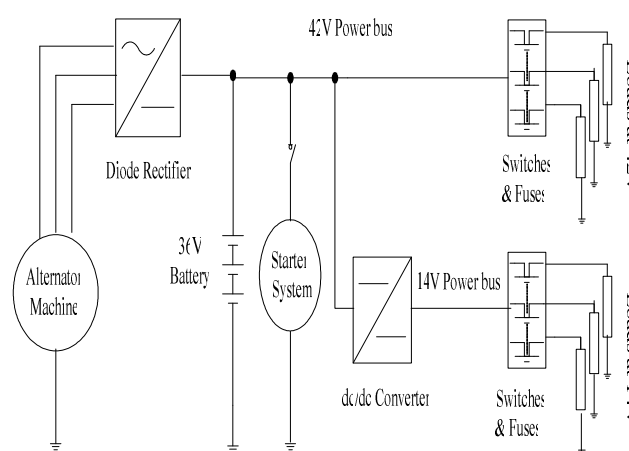 42V Power bus
Diode Rectifier
Switches
& Fuses
Alternator
Machine
36V
Battery
Starter
System
14V Power bus
dc/dc Converter
Switches
& Fuses